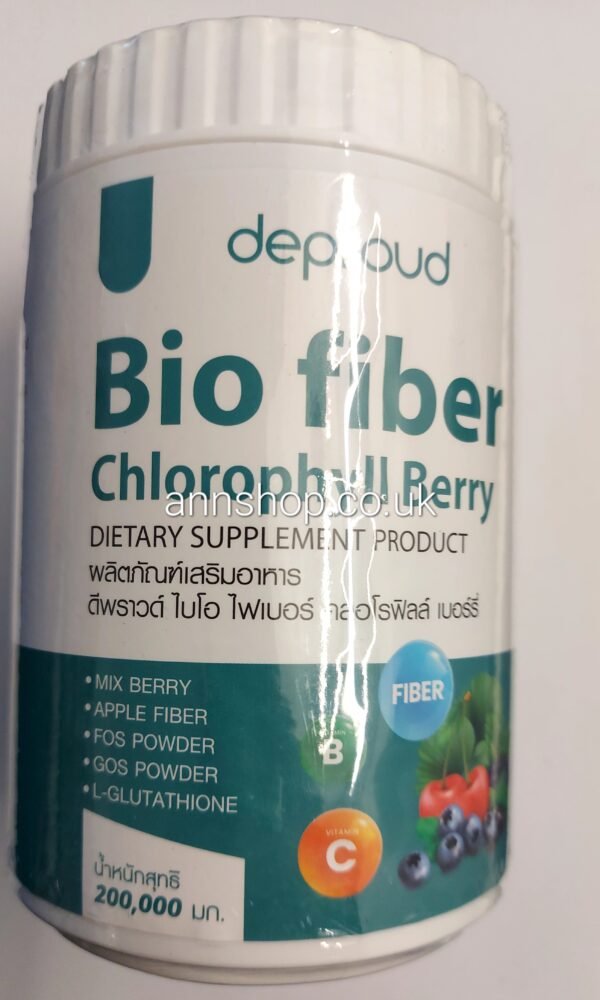 deproud
Bio fiber
Chlorophyll Berry
annshop.co.uk
DIETARY SUPPLEMENT PRODUCT
ผลิตภัณฑ์เสริมอาหาร
ดีพราวด์ ไบโอ ไฟเบอร์ คลอโรฟิลล์ เบอร์รี่
• MIX BERRY
• APPLE FIBER
• FOS POWDER
• GOS POWDER
• L-GLUTATHIONE
FIBER
VITAMIN
B
VITAMIN
C
น้ำหนักสุทธิ
200,000 มก.